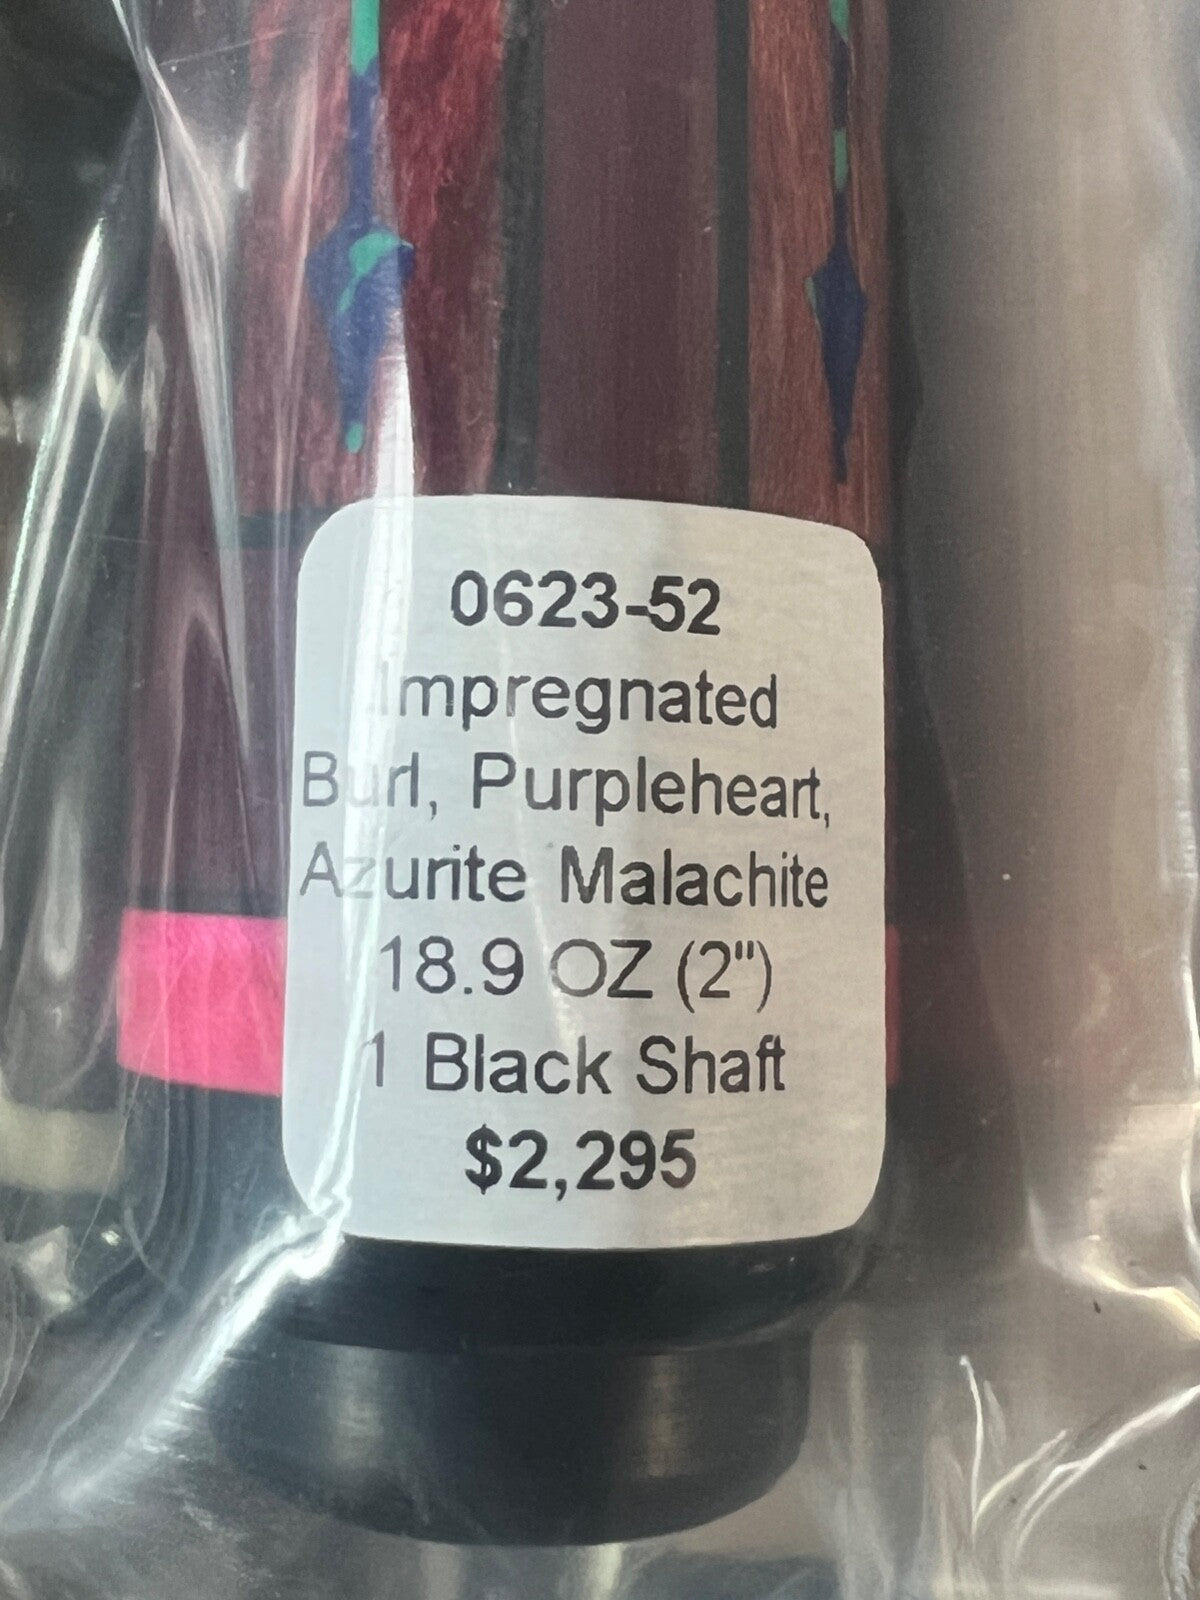 0623-52
Impregnated
Burl, Purpleheart,
Azurite Malachite
18.9 OZ (2")
1 Black Shaft
$2,295